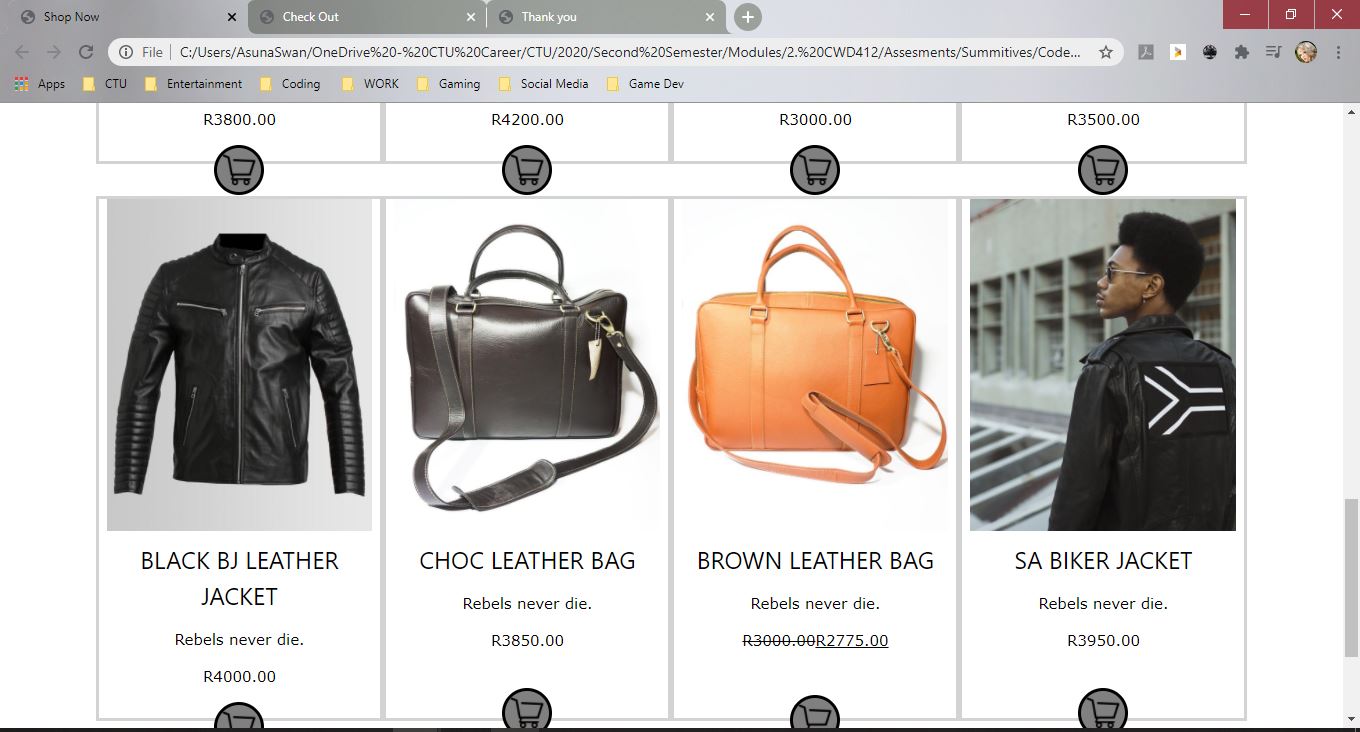 Shop Now
Check Out
Thank you
File
C:/Users/AsunaSwan/OneDrive%20-%20CTU%20Career/CTU/2020/Second%20Semester/Modules/2.%20CWD412/Assesments/Summitives/Code...
Apps
CTU
Entertainment
Coding
WORK
Gaming
Social Media
Game Dev
R3800.00
R4200.00
R3000.00
R3500.00
BLACK BJ LEATHER
JACKET
Rebels never die.
R4000.00
CHOC LEATHER BAG
Rebels never die.
R3850.00
BROWN LEATHER BAG
Rebels never die.
R3000.00R2775.00
SA BIKER JACKET
Rebels never die.
R3950.00